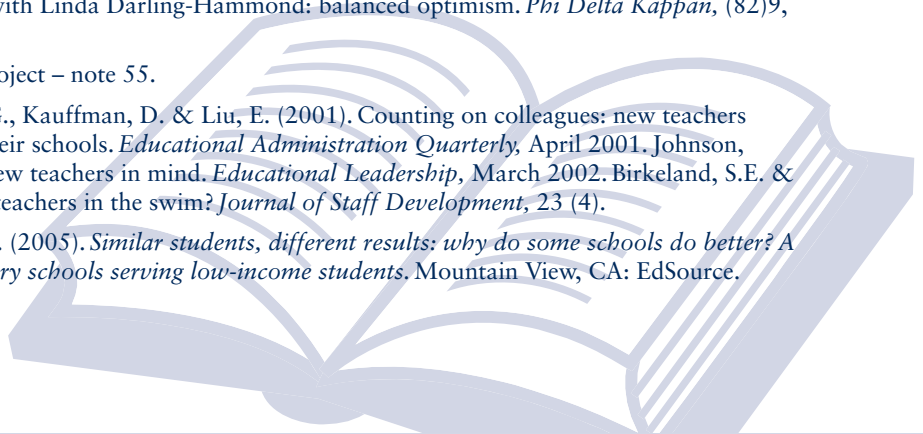 with Linda Darling-Hammond: balanced optimism. Phi Delta Kappan, (82)9,
oject – note 55.
G., Kauffman, D. & Liu, E. (2001). Counting on colleagues: new teachers
eir schools. Educational Administration Quarterly, April 2001. Johnson,
ew teachers in mind. Educational Leadership, March 2002. Birkeland, S.E. &
teachers in the swim? Journal of Staff Development, 23 (4).
. (2005). Similar students, different results: why do some schools do better? A
ry schools serving low-income students. Mountain View, CA: EdSource.